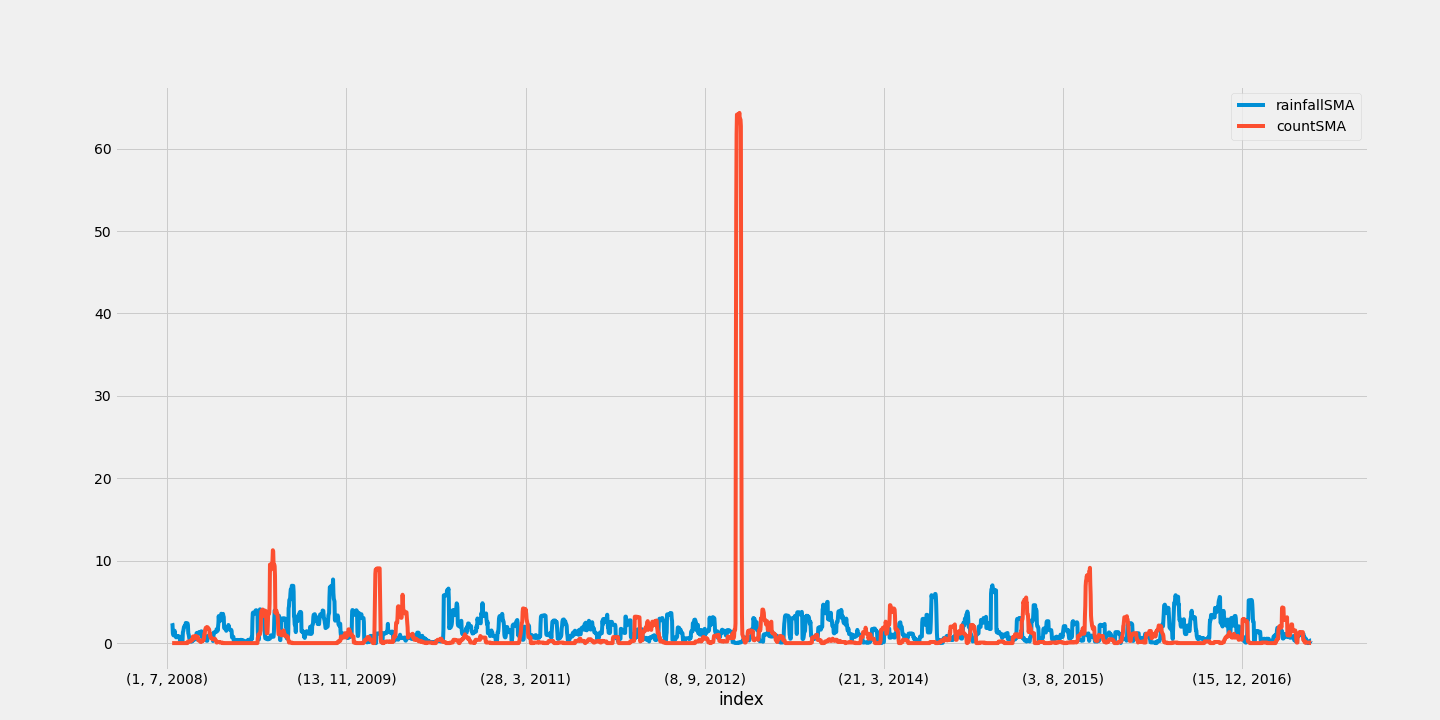 rainfallSMA
countSMA
60
50
40
30
20
10
0
(1, 7, 2008) (13, 11, 2009) (28, 3, 2011) (8, 9, 2012) (21, 3, 2014) (3, 8, 2015) (15, 12, 2016)
index